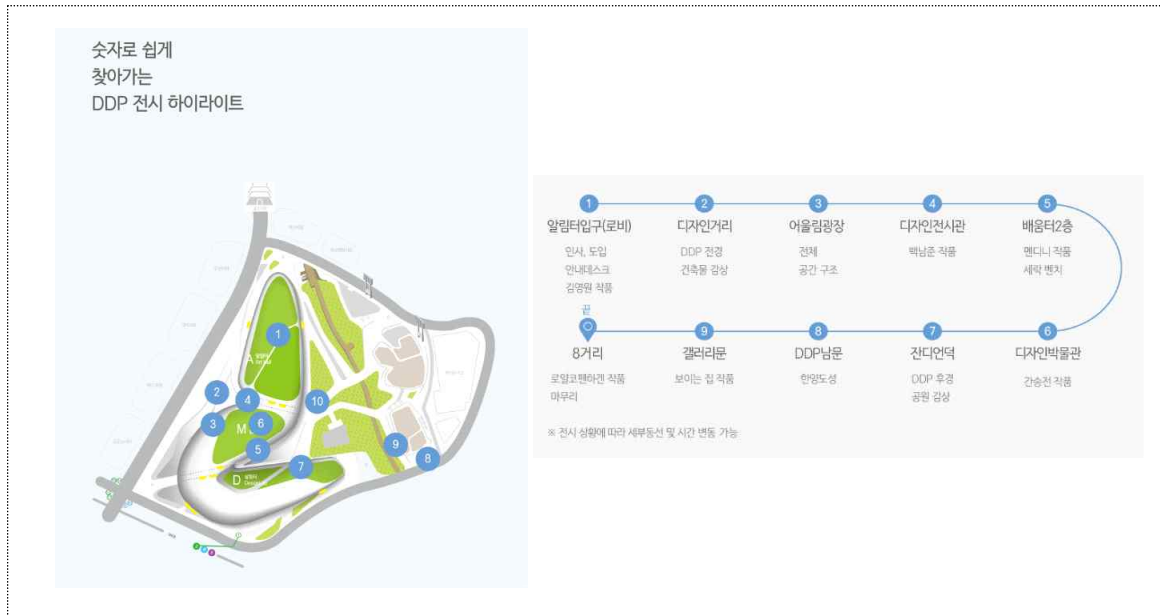 숫자로 쉽게
찾아가는
DDP 전시 하이라이트
1
A
2
4
3
M
6
5
10
D
7
9
8
1
2
3
4
5
알림터입구(로비)
디자인거리
어울림광장
디자인전시관
배움터2층
인사, 도입
안내데스크
김영원 작품
DDP 전경
건축물 감상
전체
공간 구조
백남준 작품
멘디니 작품
세락 벤치
끝
9
8
7
6
8거리
갤러리문
DDP남문
잔디언덕
디자인박물관
로얄코펜하겐 작품
마무리
보이는 집 작품
한양도성
DDP 후경
공원 감상
간송전 작품
※ 전시 상황에 따라 세부동선 및 시간 변동 가능